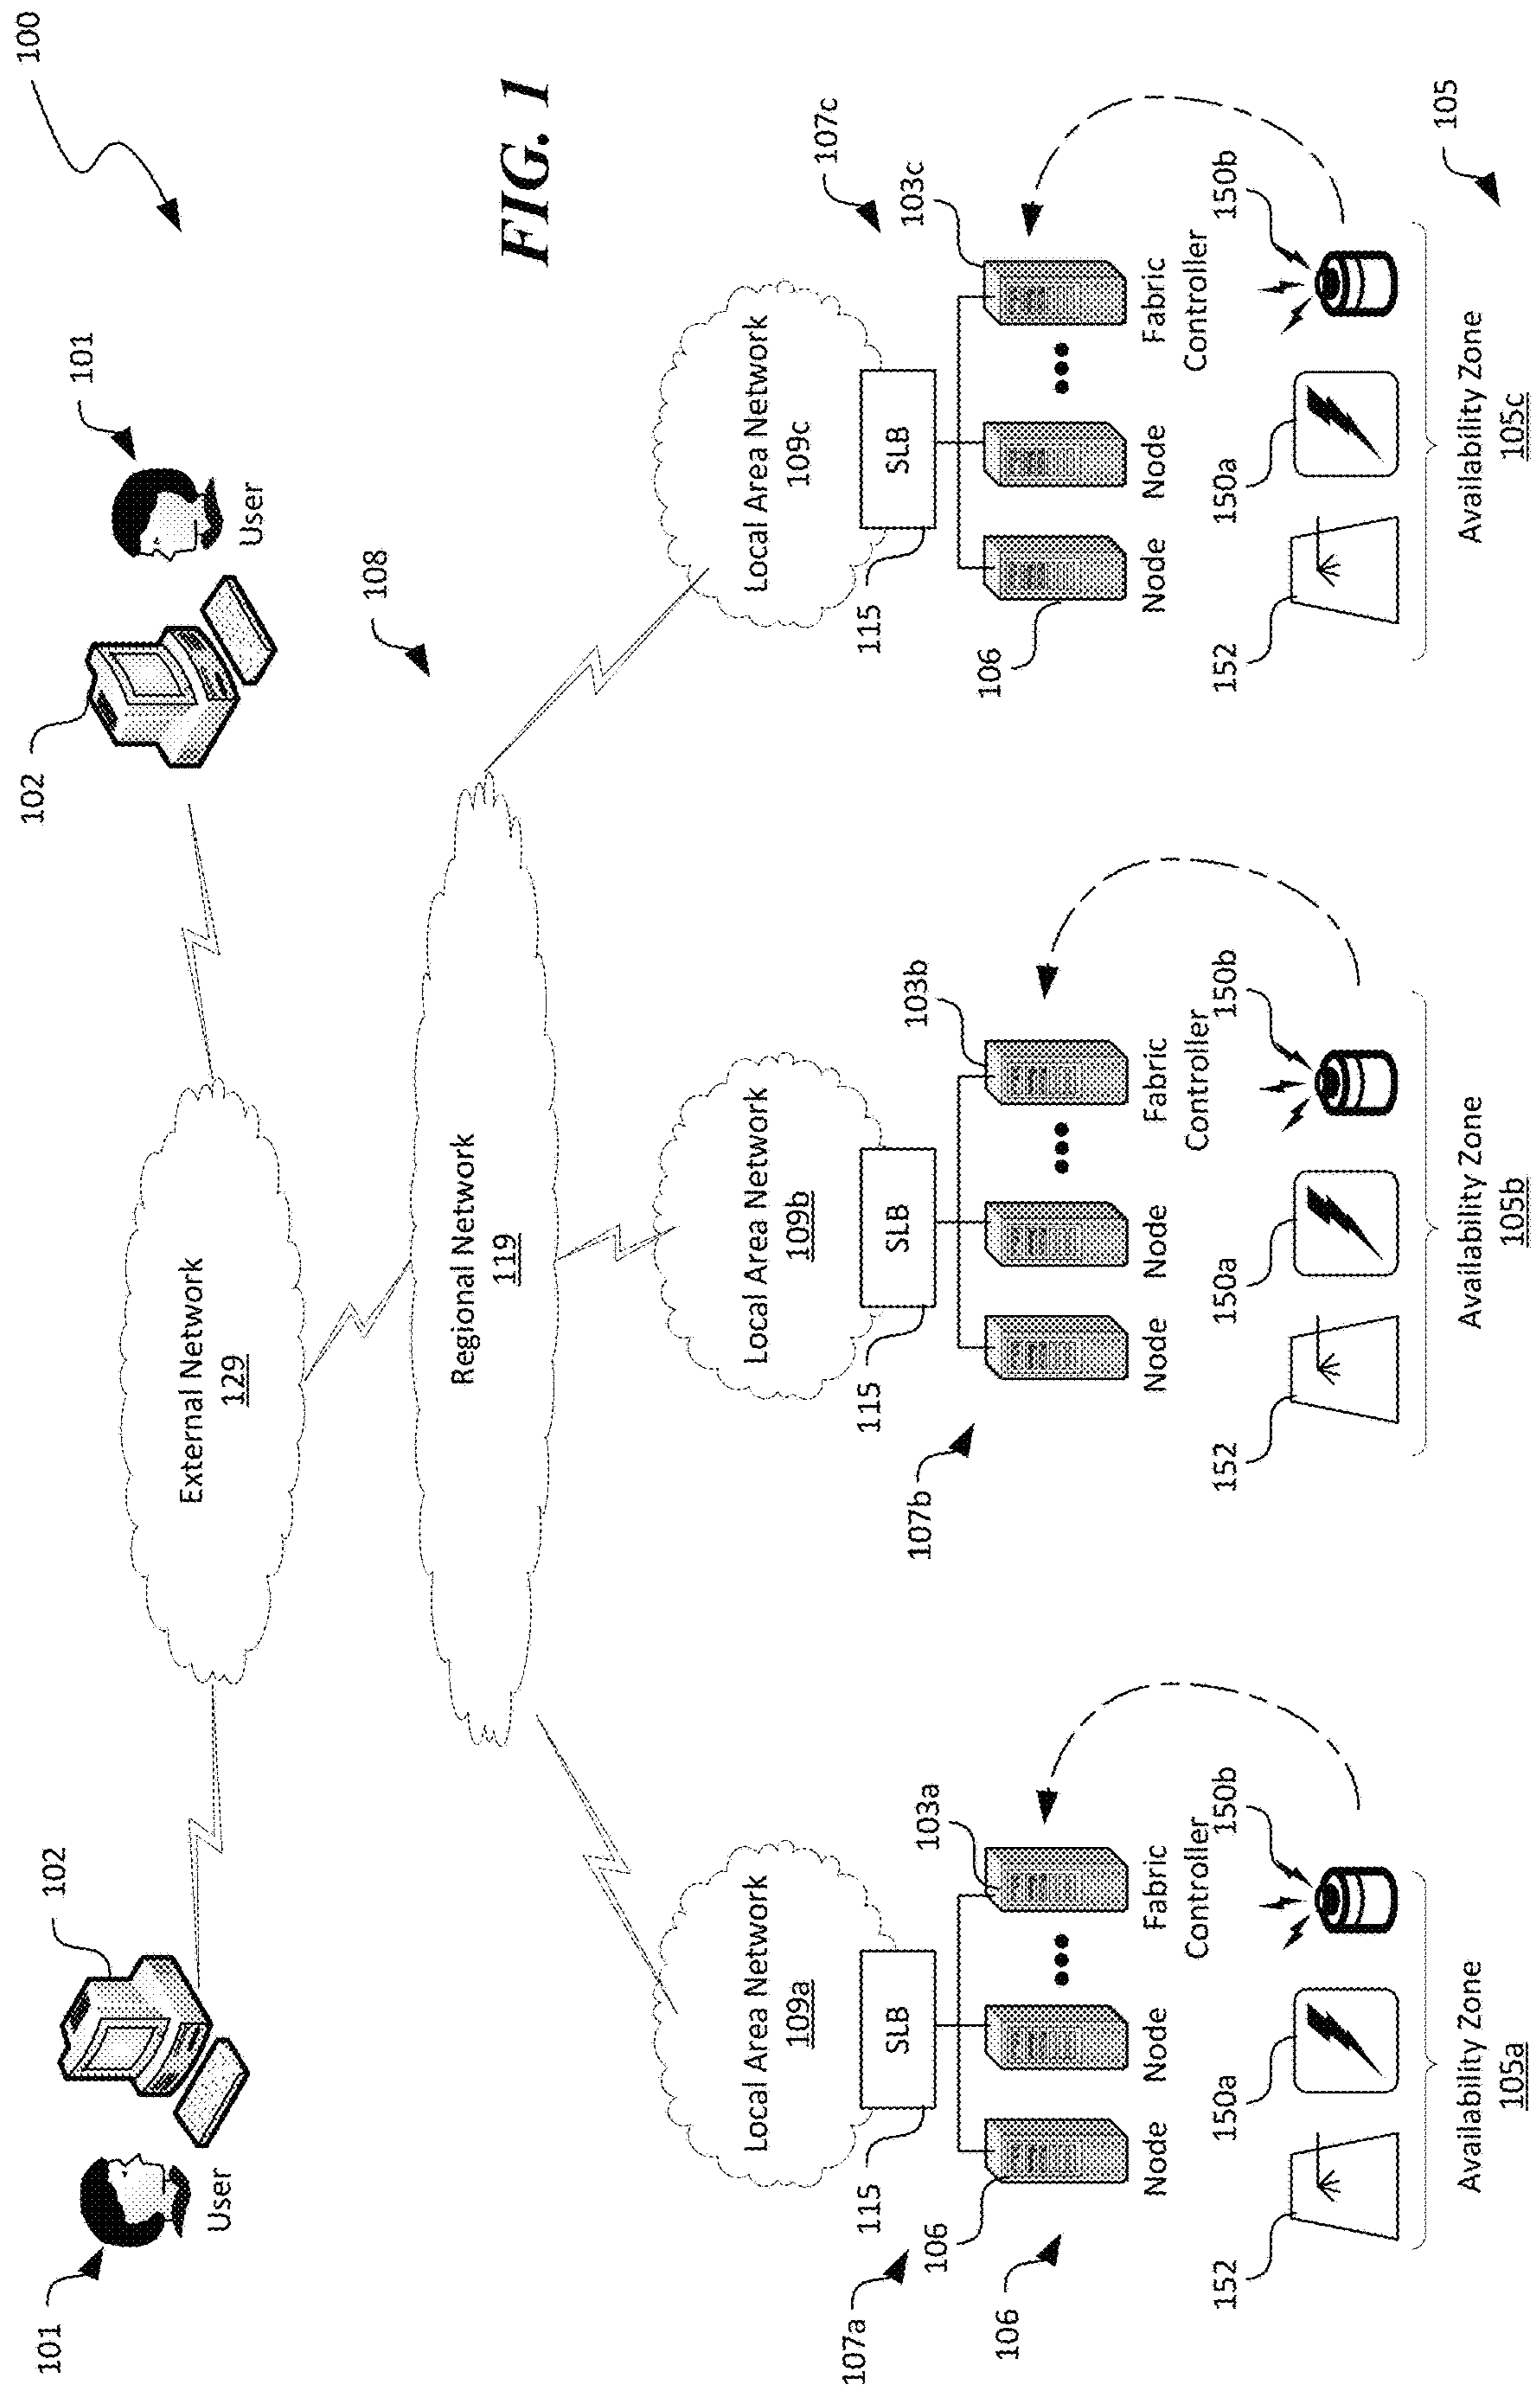 100
101
102
User
102
101
User
External Network
129
108
Regional Network
119
FIG. 1
Local Area Network
109a
Local Area Network
109b
Local Area Network
109c
107a
115
SLB
103a
106
106
Node
Node
Fabric
Controller
152
150a
150b
Availability Zone
105a
107b
115
SLB
103b
Node
Node
Fabric
Controller
152
150a
150b
Availability Zone
105b
107c
115
SLB
103c
106
Node
Node
Fabric
Controller
152
150a
150b
Availability Zone
105c
105